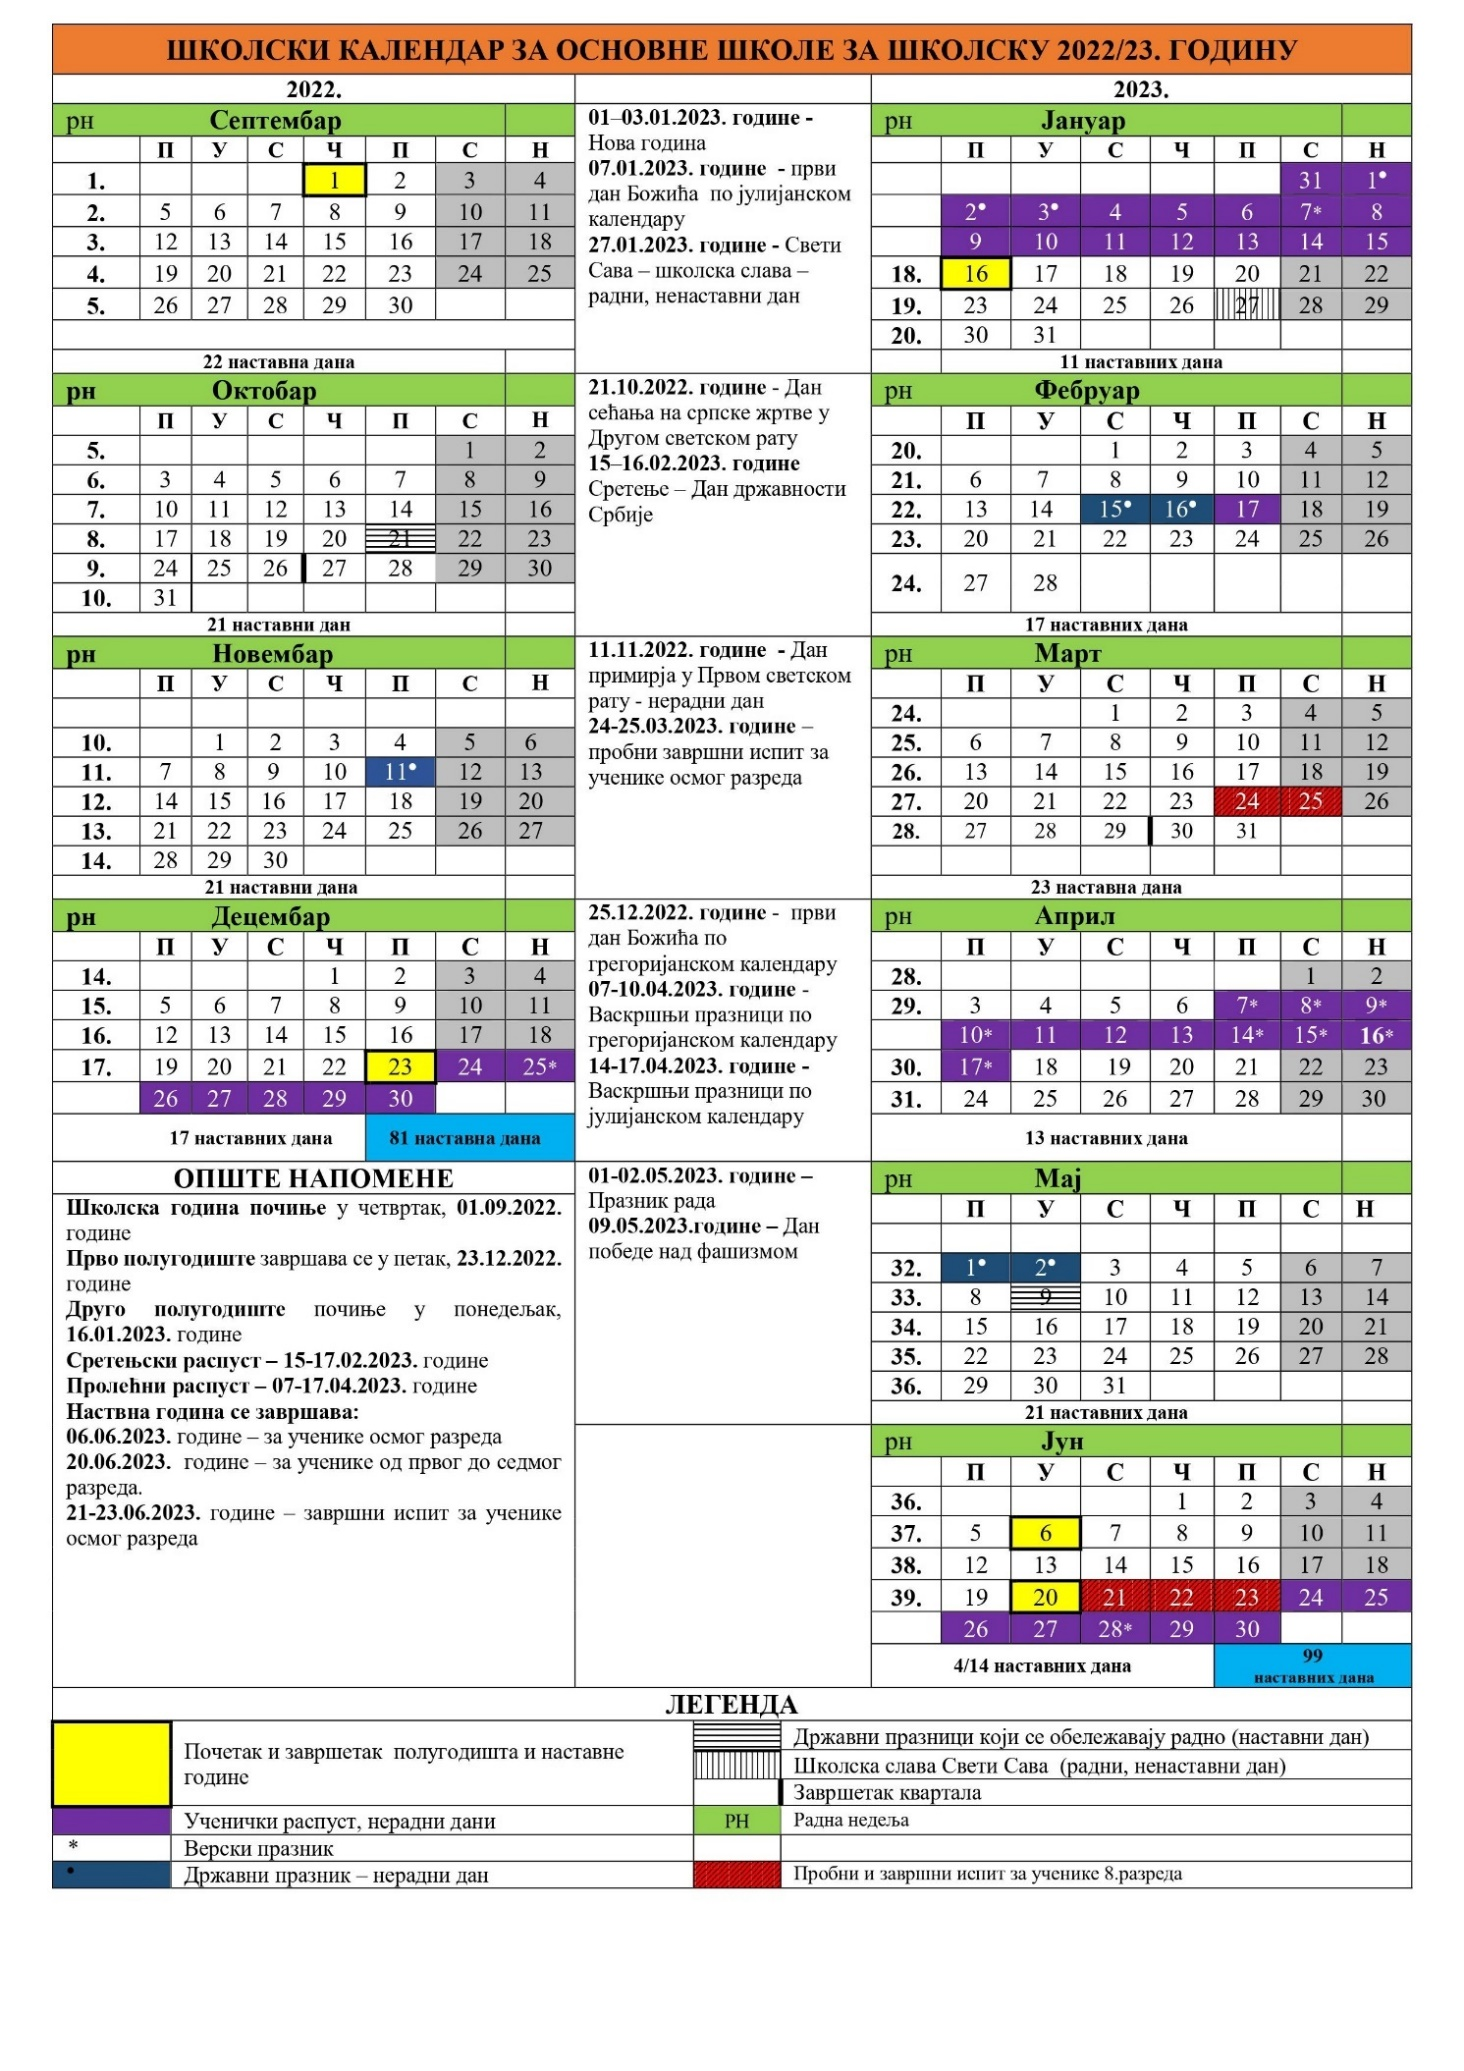 ШКОЛСКИ КАЛЕНДАР ЗА ОСНОВНЕ ШКОЛЕ ЗА ШКОЛСКУ 2022/23. ГОДИНУ
2022.
рн Септембар
П У С Ч П С Н
1. 1 2 3 4
2. 5 6 7 8 9 10 11
3. 12 13 14 15 16 17 18
4. 19 20 21 22 23 24 25
5. 26 27 28 29 30
22 наставна дана
рн Октобар
П У С Ч П С Н
5. 1 2
6. 3 4 5 6 7 8 9
7. 10 11 12 13 14 15 16
8. 17 18 19 20 21 22 23
9. 24 25 26 27 28 29 30
10. 31
21 наставни дан
рн Новембар
П У С Ч П С Н
10. 1 2 3 4 5 6
11. 7 8 9 10 11• 12 13
12. 14 15 16 17 18 19 20
13. 21 22 23 24 25 26 27
14. 28 29 30
21 наставни дана
рн Децембар
П У С Ч П С Н
14. 1 2 3 4
15. 5 6 7 8 9 10 11
16. 12 13 14 15 16 17 18
17. 19 20 21 22 23 24 25*
26 27 28 29 30
17 наставних дана 81 наставна дана
ОПШТЕ НАПОМЕНЕ
Школска година почиње у четвртак, 01.09.2022.
године
Прво полугодиште завршава се у петак, 23.12.2022.
године
Друго полугодиште почиње у понедељак,
16.01.2023. године
Сретењски распуст – 15-17.02.2023. године
Пролећни распуст – 07-17.04.2023. године
Наствна година се завршава:
06.06.2023. године – за ученике осмог разреда
20.06.2023. године – за ученике од првог до седмог
разреда.
21-23.06.2023. године – завршни испит за ученике
осмог разреда
01–03.01.2023. године -
Нова година
07.01.2023. године - први
дан Божића по јулијанском
календару
27.01.2023. године - Свети
Сава – школска слава –
радни, ненаставни дан
21.10.2022. године - Дан
сећања на српске жртве у
Другом светском рату
15–16.02.2023. године
Сретење – Дан државности
Србије
11.11.2022. године - Дан
примирја у Првом светском
рату - нерадни дан
24-25.03.2023. године –
пробни завршни испит за
ученике осмог разреда
25.12.2022. године - први
дан Божића по
грегоријанском календару
07-10.04.2023. године -
Васкршњи празници по
грегоријанском календару
14-17.04.2023. године -
Васкршњи празници по
јулијанском календару
01-02.05.2023. године –
Празник рада
09.05.2023.године – Дан
победе над фашизмом
2023.
рн Јануар
П У С Ч П С Н
31 1•
2• 3• 4 5 6 7* 8
9 10 11 12 13 14 15
18. 16 17 18 19 20 21 22
19. 23 24 25 26 27 28 29
20. 30 31
11 наставних дана
рн Фебруар
П У С Ч П С Н
20. 1 2 3 4 5
21. 6 7 8 9 10 11 12
22. 13 14 15• 16• 17 18 19
23. 20 21 22 23 24 25 26
24. 27 28
17 наставних дана
рн Март
П У С Ч П С Н
24. 1 2 3 4 5
25. 6 7 8 9 10 11 12
26. 13 14 15 16 17 18 19
27. 20 21 22 23 24 25 26
28. 27 28 29 30 31
23 наставна дана
рн Април
П У С Ч П С Н
28. 1 2
29. 3 4 5 6 7* 8* 9*
10* 11 12 13 14* 15* 16*
30. 17* 18 19 20 21 22 23
31. 24 25 26 27 28 29 30
13 наставних дана
рн Мај
П У С Ч П С Н
32. 1• 2• 3 4 5 6 7
33. 8 9 10 11 12 13 14
34. 15 16 17 18 19 20 21
35. 22 23 24 25 26 27 28
36. 29 30 31
21 наставних дана
рн Јун
П У С Ч П С Н
36. 1 2 3 4
37. 5 6 7 8 9 10 11
38. 12 13 14 15 16 17 18
39. 19 20 21 22 23 24 25
26 27 28* 29 30
4/14 наставних дана 99
наставних дана
ЛЕГЕНДА
Почетак и завршетак полугодишта и наставне
године
Ученички распуст, нерадни дани
* Верски празник
• Државни празник – нерадни дан
Државни празници који се обележавају радно (наставни дан)
Школска слава Свети Сава (радни, ненаставни дан)
Завршетак квартала
РН Радна недеља
Пробни и завршни испит за ученике 8.разреда